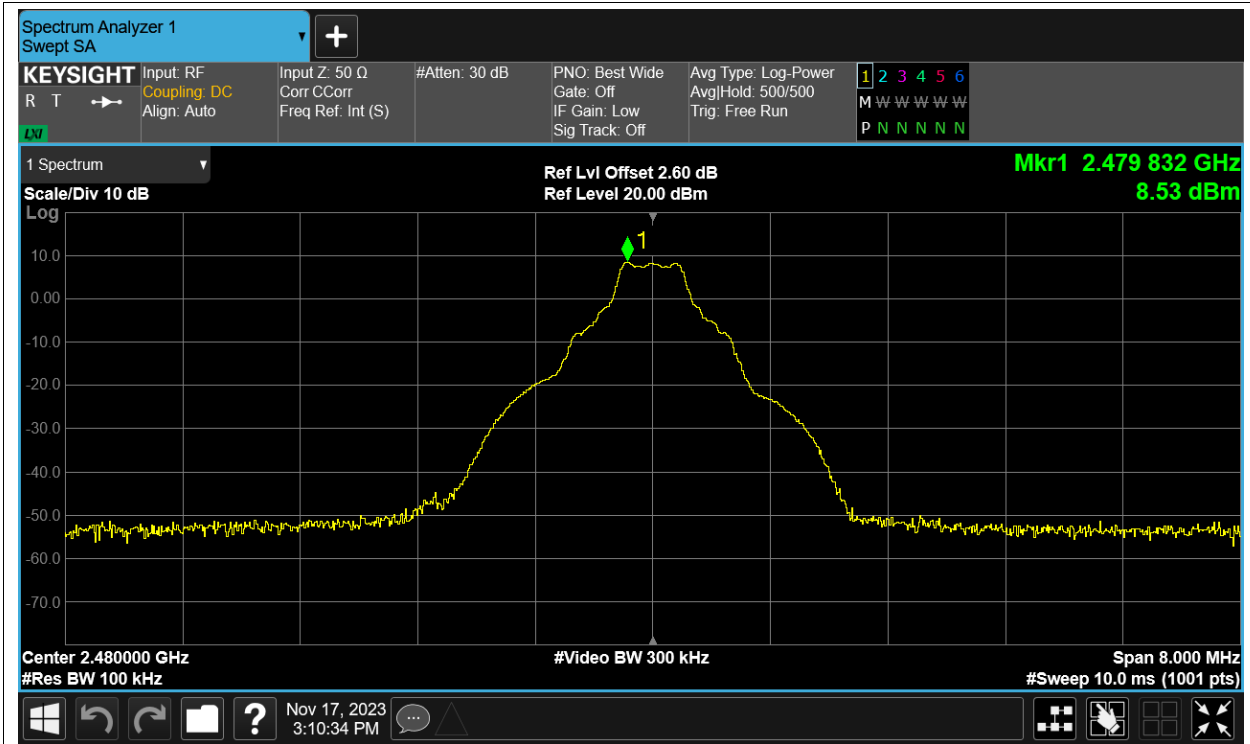 Spectrum Analyzer 1
Swept SA
+
KEYSIGHT
R T
LXI
Input: RF
Coupling: DC
Align: Auto
Input Z: 50 Ω
Corr CCorr
Freq Ref: Int (S)
#Atten: 30 dB
PNO: Best Wide
Gate: Off
IF Gain: Low
Sig Track: Off
Avg Type: Log-Power
Avg|Hold: 500/500
Trig: Free Run
1 2 3 4 5 6
M W W W W W W
P N N N N N N
1 Spectrum
Scale/Div 10 dB
Log
Ref Lvl Offset 2.60 dB
Ref Level 20.00 dBm
Mkr1 2.479 832 GHz
8.53 dBm
1
10.0
0.00
-10.0
-20.0
-30.0
-40.0
-50.0
-60.0
-70.0
Center 2.480000 GHz
#Res BW 100 kHz
#Video BW 300 kHz
Span 8.000 MHz
#Sweep 10.0 ms (1001 pts)
?
Nov 17, 2023
3:10:34 PM